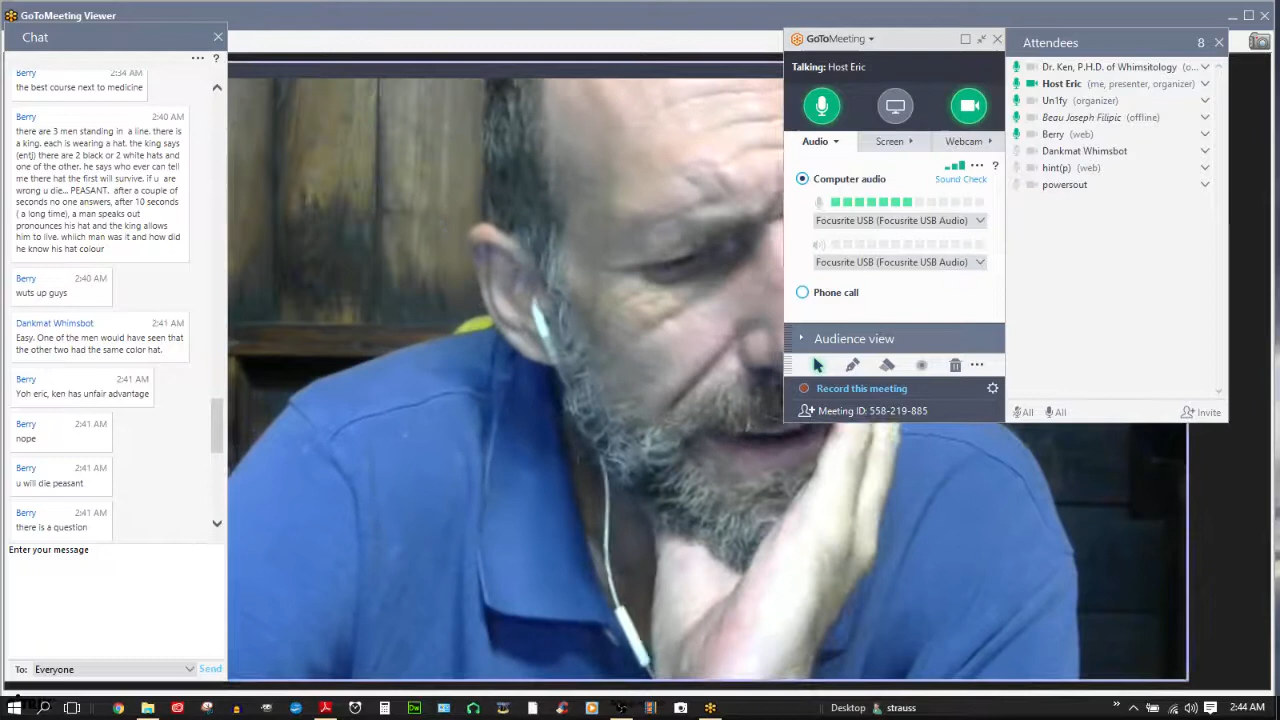 GoToMeeting Viewer
Chat
Berry 2:34 AM
the best course next to medicine
Berry 2:40 AM
there are 3 men standing in a line. there is
a king. each is wearing a hat. the king says
(entj) there are 2 black or 2 white hats and
one of the other. he says who ever can tell
me there hat the first will survive. if u are
wrong u die... PEASANT. after a couple of
seconds no one answers, after 10 seconds
( a long time), a man speaks out
pronounces his hat and the king allows
him to live. whiich man was it and how did
he know his hat colour
Berry 2:40 AM
wuts up guys
Dankmat Whimsbot 2:41 AM
Easy. One of the men would have seen that
the other two had the same color hat.
Berry 2:41 AM
Yoh eric, ken has unfair advantage
Berry 2:41 AM
nope
Berry 2:41 AM
u will die peasant
Berry 2:41 AM
there is a question
Enter your message
To: Everyone Send
GoToMeeting
Talking: Host Eric
Audio Screen Webcam
Computer audio Sound Check
Focusrite USB (Focusrite USB Audio)
Focusrite USB (Focusrite USB Audio)
Phone call
Audience view
Record this meeting
Meeting ID: 558-219-885
Attendees 8
Dr. Ken, P.H.D. of Whimsitology (o...
Host Eric (me, presenter, organizer)
Un1fy (organizer)
Beau Joseph Filipic (offline)
Berry (web)
Dankmat Whimsbot
hint(p) (web)
powersout
All All Invite
Dw
Desktop strauss 2:44 AM